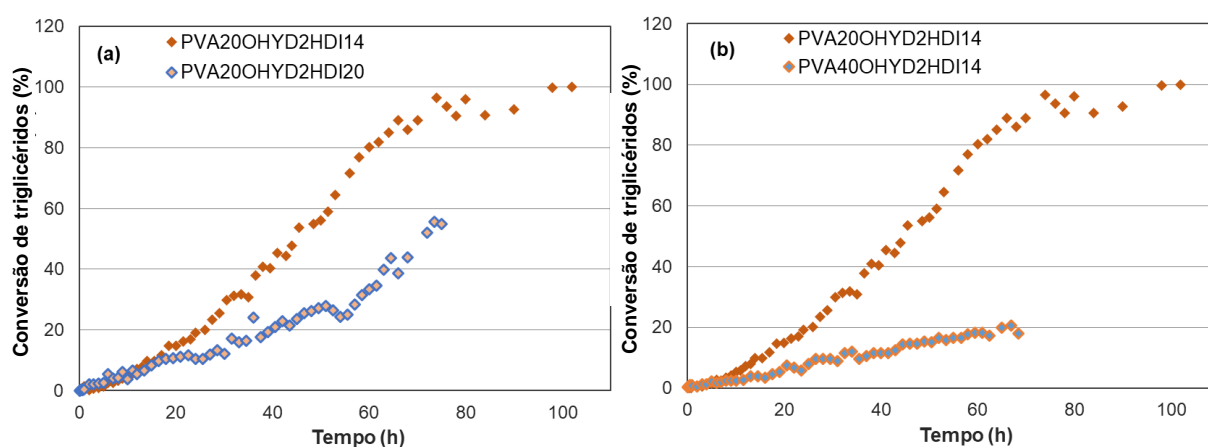 (a)
PVA20OHYD2HDI14
PVA20OHYD2HDI20
Conversão de triglicéridos (%)
120
100
80
60
40
20
0
0 20 40 60 80 100
Tempo (h)
(b)
PVA20OHYD2HDI14
PVA40OHYD2HDI14
Conversão de triglicéridos (%)
120
100
80
60
40
20
0
0 20 40 60 80 100
Tempo (h)